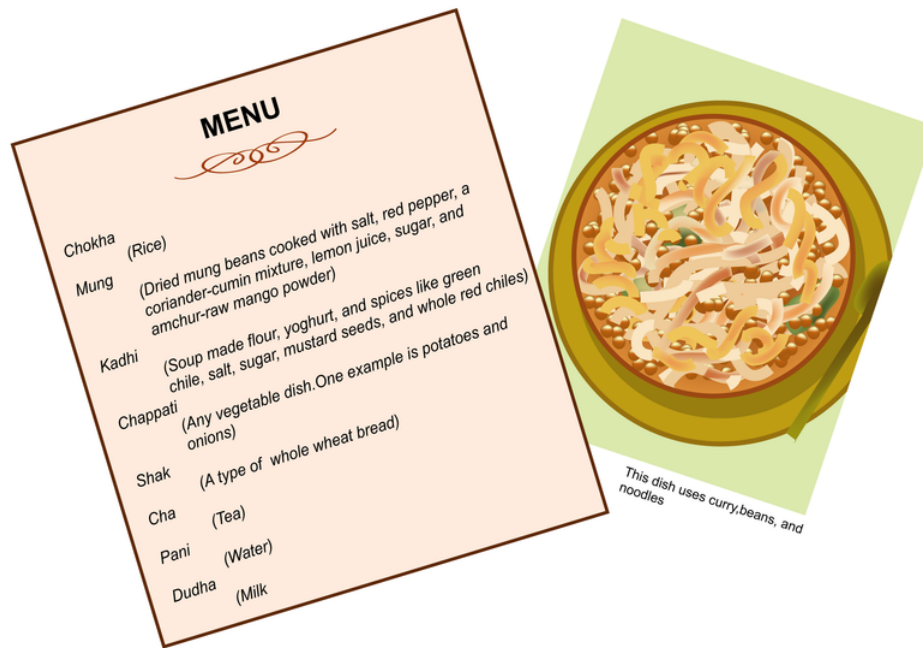 MENU
Chokha
(Rice)
Mung
(Dried mung beans cooked with salt, red pepper, a
coriander-cumin mixture, lemon juice, sugar, and
amchur-raw mango powder)
Kadhi
(Soup made flour, yoghurt, and spices like green
chile, salt, sugar, mustard seeds, and whole red chiles)
Chappati
(Any vegetable dish.One example is potatoes and
onions)
Shak
(A type of whole wheat bread)
Cha
(Tea)
Pani
(Water)
Dudha
(Milk
This dish uses curry,beans, and
noodles